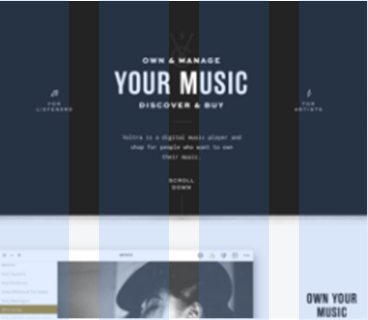 OWN & MANAGE
YOUR MUSIC
DISCOVER & BUY
FOR
LISTENERS
FOR
ARTISTS
Voltra is a digital music player and
shop for people who want to own
their music.
SCROLL
DOWN
OWN YOUR
MUSIC